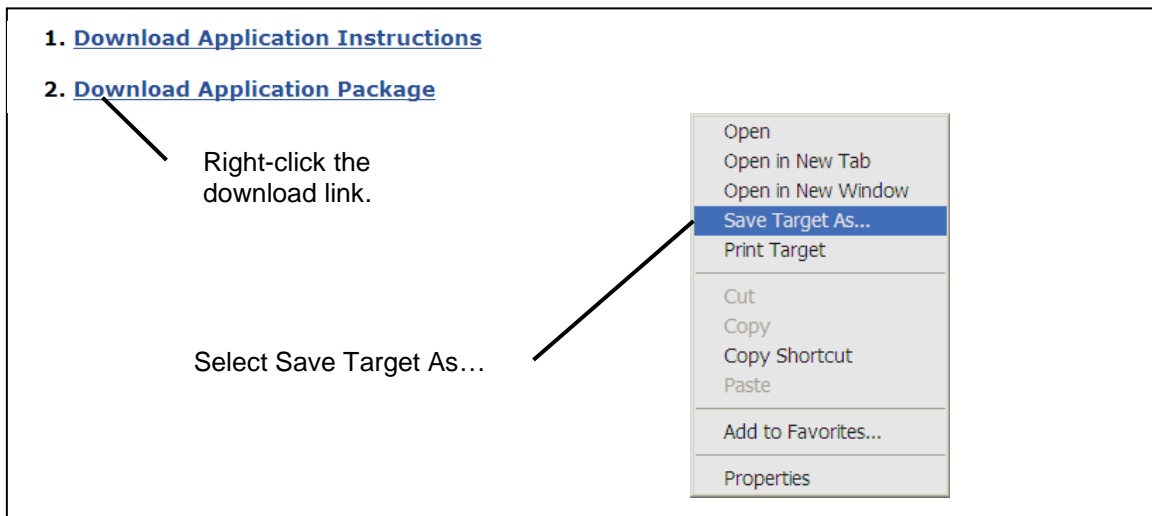 1. Download Application Instructions
2. Download Application Package
Right-click the
download link.
Select Save Target As…
Open
Open in New Tab
Open in New Window
Save Target As...
Print Target
Cut
Copy
Copy Shortcut
Paste
Add to Favorites...
Properties